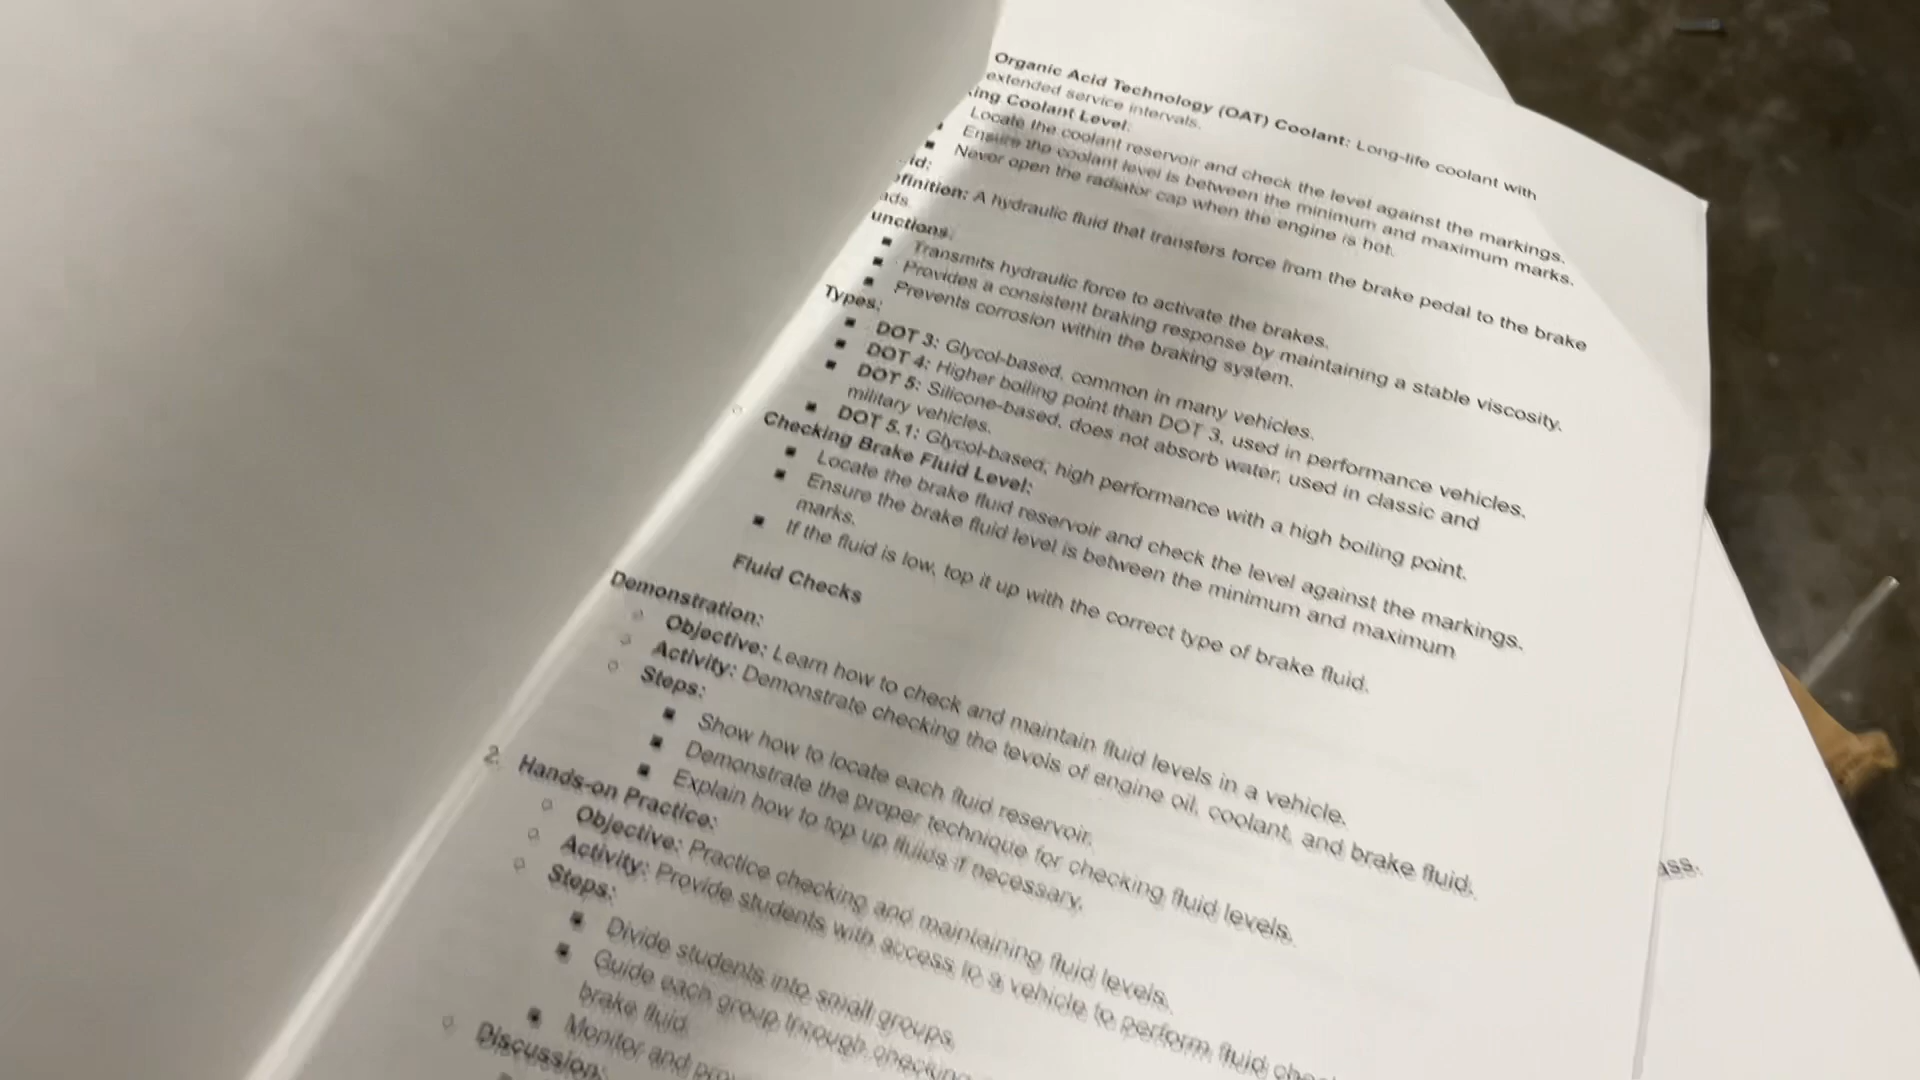 Organic Acid Technology (OAT) Coolant: Long-life coolant with
extended service intervals.
ing Coolant Level:
Locate the coolant reservoir and check the level against the markings.
Ensure the coolant level is between the minimum and maximum marks.
Never open the radiator cap when the engine is hot.
id:
efinition: A hydraulic fluid that transfers force from the brake pedal to the brake
ads.
unctions:
Transmits hydraulic force to activate the brakes.
Provides a consistent braking response by maintaining a stable viscosity.
Prevents corrosion within the braking system.
Types:
DOT 3: Glycol-based, common in many vehicles.
DOT 4: Higher boiling point than DOT 3, used in performance vehicles.
DOT 5: Silicone-based, does not absorb water, used in classic and
military vehicles.
DOT 5.1: Glycol-based, high performance with a high boiling point.
Checking Brake Fluid Level:
Locate the brake fluid reservoir and check the level against the markings.
Ensure the brake fluid level is between the minimum and maximum
marks.
If the fluid is low, top it up with the correct type of brake fluid.
Fluid Checks
Demonstration:
Objective: Learn how to check and maintain fluid levels in a vehicle.
Activity: Demonstrate checking the levels of engine oil, coolant, and brake fluid.
Steps:
Show how to locate each fluid reservoir.
Demonstrate the proper technique for checking fluid levels.
Explain how to top up fluids if necessary.
2. Hands-on Practice:
Objective: Practice checking and maintaining fluid levels.
Activity: Provide students with access to a vehicle to perform fluid chec
Steps:
Divide students into small groups.
Guide each group through checking
brake fluid.
Monitor and prov
Discussion:
ass.